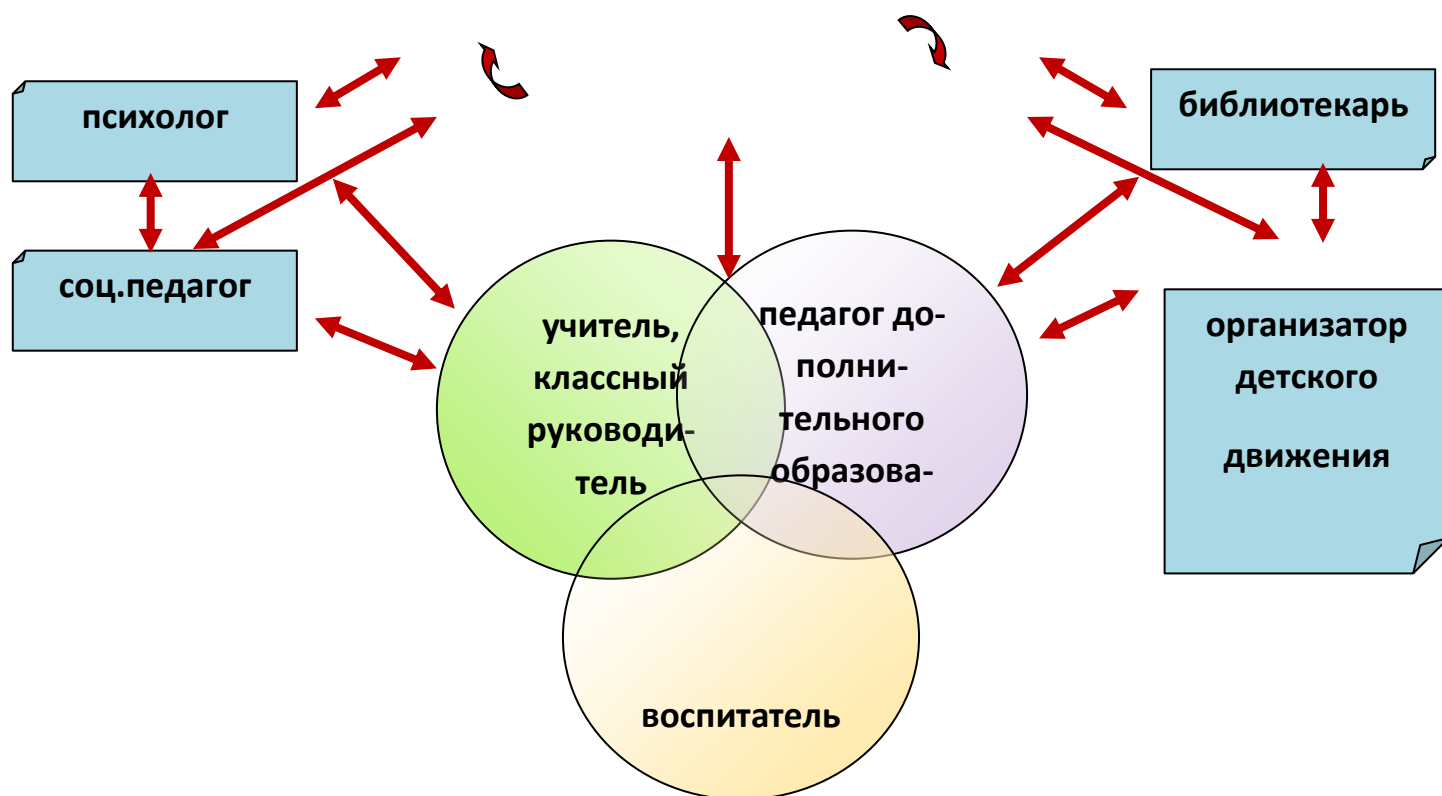 психолог
библиотекарь
соц.педагог
учитель,
классный
руководи-
тель
педагог до-
полни-
тельного
образова-
организатор
детского
движения
воспитатель